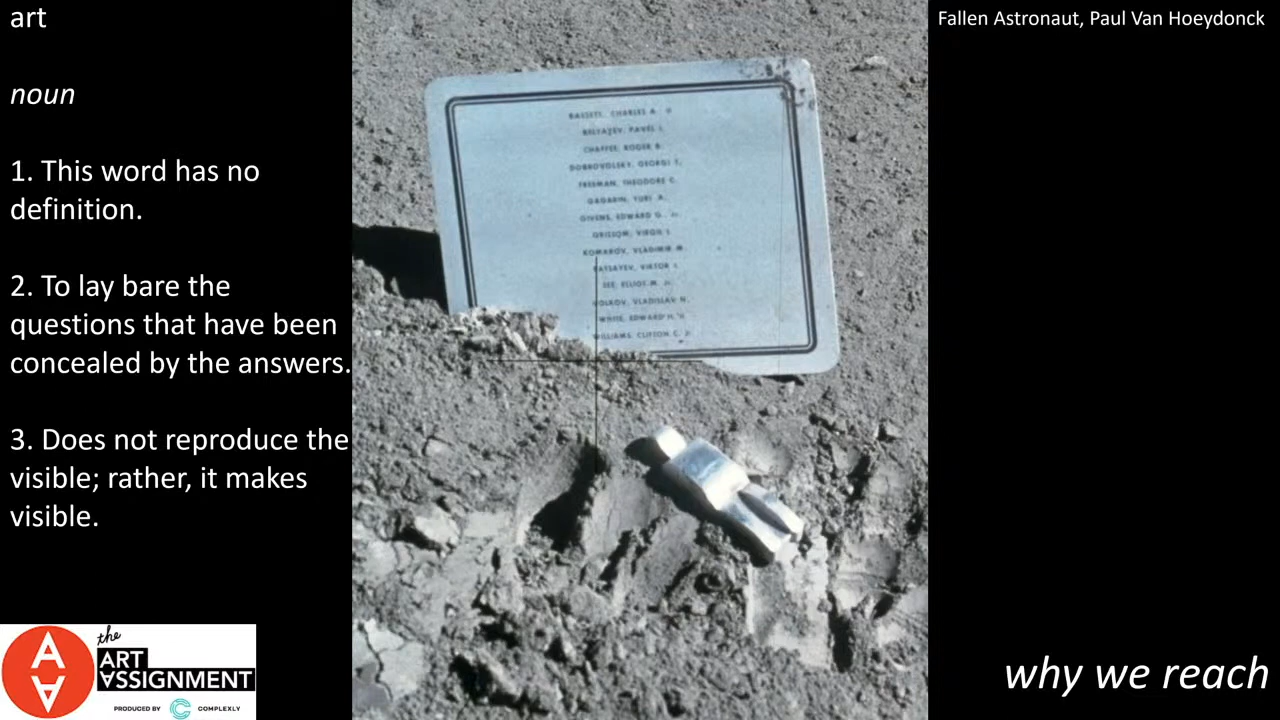 art
noun
1. This word has no
definition.
2. To lay bare the
questions that have been
concealed by the answers.
3. Does not reproduce the
visible; rather, it makes
visible.
Fallen Astronaut, Paul Van Hoeydonck
BASSETT, CHARLES A. II
BELYAYEV, PAVEL I.
CHAFFEE, ROGER B.
DOBROVOLSKY, GEORGI T.
FREEMAN, THEODORE C.
GAGARIN, YURI A.
GIVENS, EDWARD G. Jr.
GRISSOM, VIRGIL I.
KOMAROV, VLADIMIR M.
PATSAYEV, VIKTOR I.
SEE, ELLIOT M. Jr.
VOLKOV, VLADISLAV N.
WHITE, EDWARD H. II
WILLIAMS, CLIFTON C. Jr.
the
ART
ASSIGNMENT
PRODUCED BY COMPLEXLY
why we reach